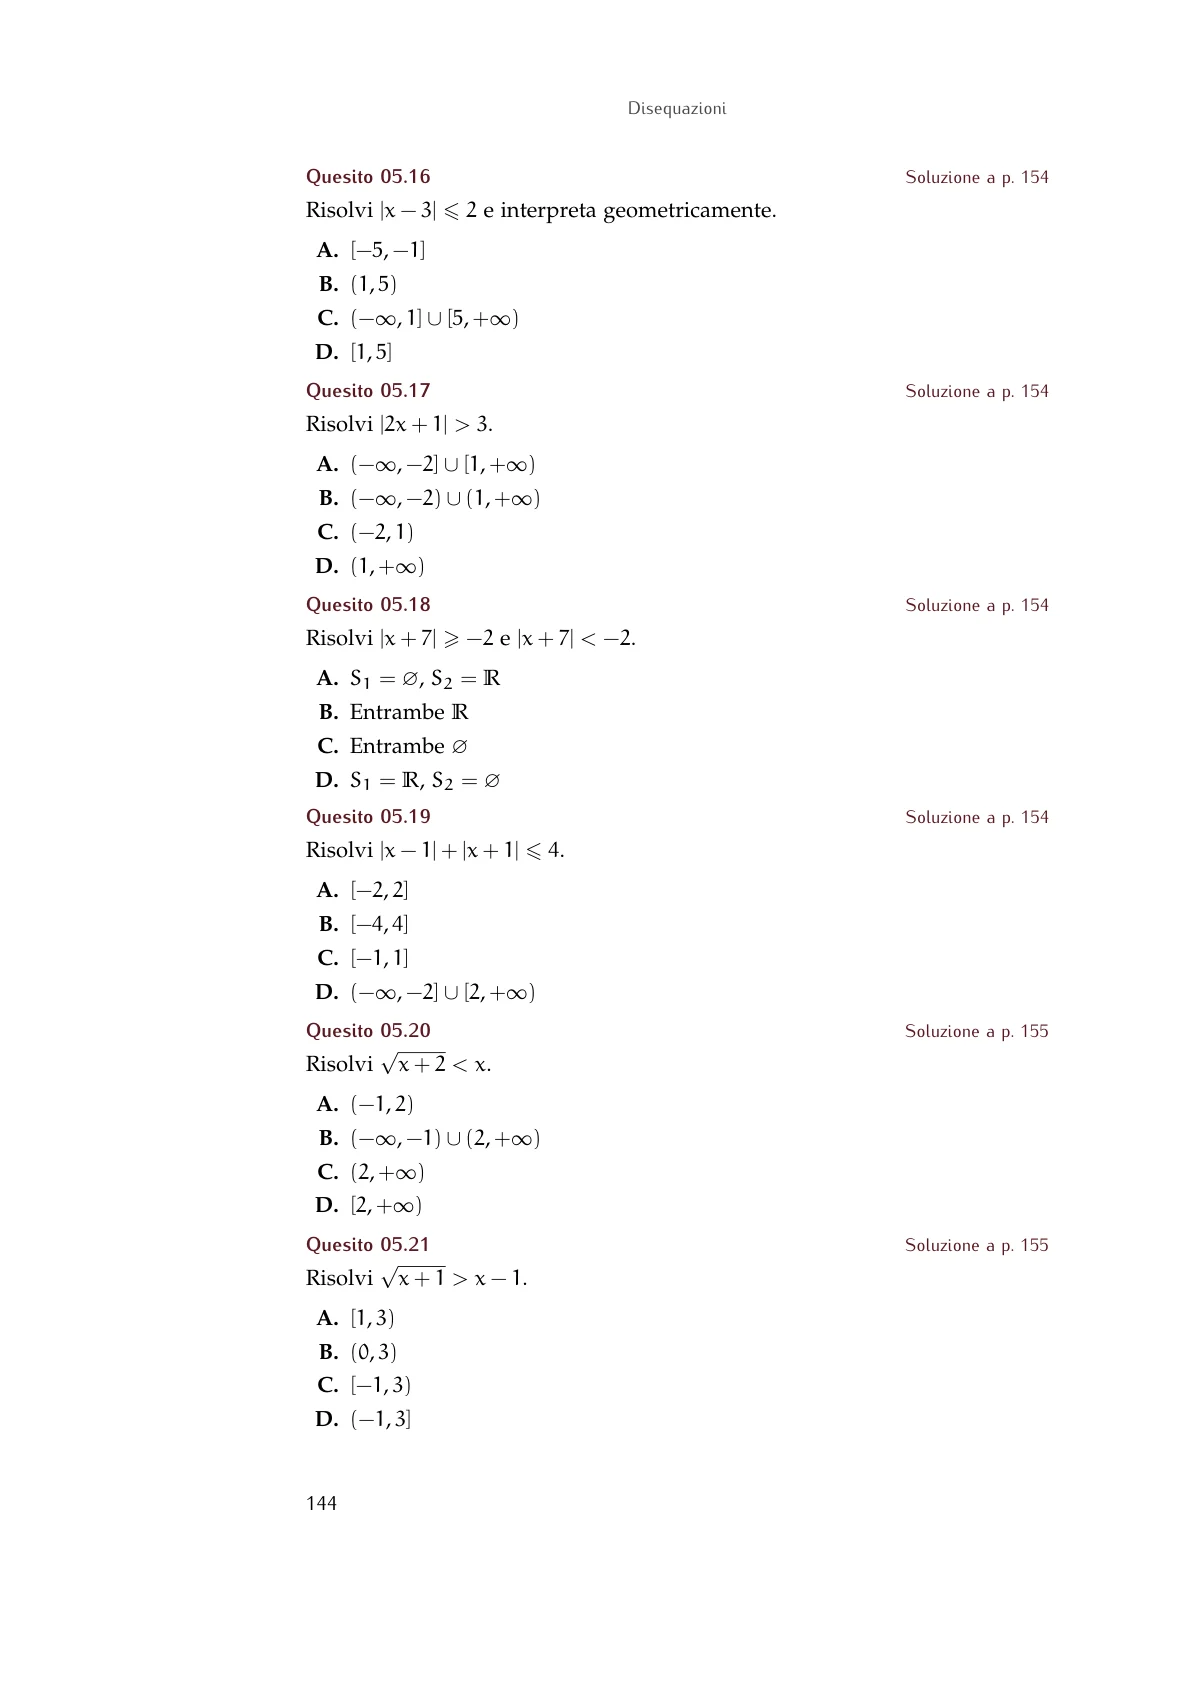 Disequazioni
Quesito 05.16 Soluzione a p. 154
Risolvi |x − 3| ⩽ 2 e interpreta geometricamente.
A. [−5, −1]
B. (1, 5)
C. (−∞, 1] ∪ [5, +∞)
D. [1, 5]
Quesito 05.17 Soluzione a p. 154
Risolvi |2x + 1| > 3.
A. (−∞, −2] ∪ [1, +∞)
B. (−∞, −2) ∪ (1, +∞)
C. (−2, 1)
D. (1, +∞)
Quesito 05.18 Soluzione a p. 154
Risolvi |x + 7| ⩾ −2 e |x + 7| < −2.
A. S₁ = ∅, S₂ = ℝ
B. Entrambe ℝ
C. Entrambe ∅
D. S₁ = ℝ, S₂ = ∅
Quesito 05.19 Soluzione a p. 154
Risolvi |x − 1| + |x + 1| ⩽ 4.
A. [−2, 2]
B. [−4, 4]
C. [−1, 1]
D. (−∞, −2] ∪ [2, +∞)
Quesito 05.20 Soluzione a p. 155
Risolvi √(x + 2) < x.
A. (−1, 2)
B. (−∞, −1) ∪ (2, +∞)
C. (2, +∞)
D. [2, +∞)
Quesito 05.21 Soluzione a p. 155
Risolvi √(x + 1) > x − 1.
A. [1, 3)
B. (0, 3)
C. [−1, 3)
D. (−1, 3]
144